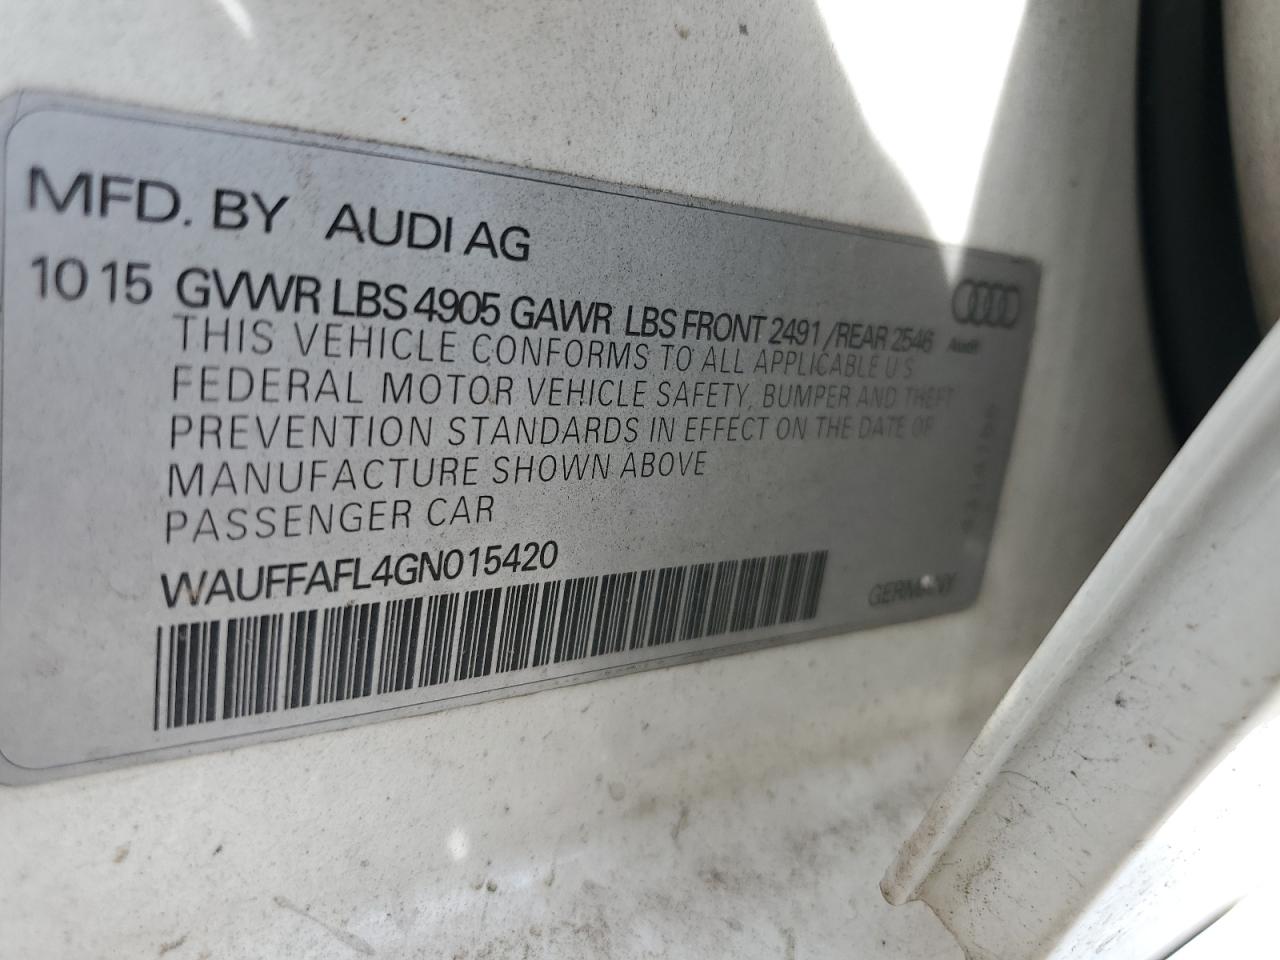 MFD. BY AUDI AG
10 15 GVWR LBS 4905 GAWR LBS FRONT 2491 /REAR 2546
Audi
THIS VEHICLE CONFORMS TO ALL APPLICABLE U S
FEDERAL MOTOR VEHICLE SAFETY, BUMPER AND THEFT
PREVENTION STANDARDS IN EFFECT ON THE DATE OF
MANUFACTURE SHOWN ABOVE
PASSENGER CAR
WAUFFAFL4GN015420
GERMANY